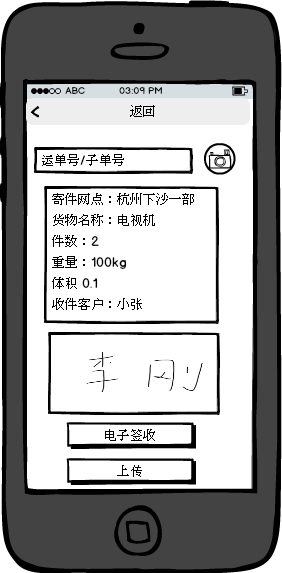 ABC 03:09 PM
返回
运单号/子单号
寄件网点：杭州下沙一部
货物名称：电视机
件数：2
重量：100kg
体积 0.1
收件客户：小张
李刚
电子签收
上传